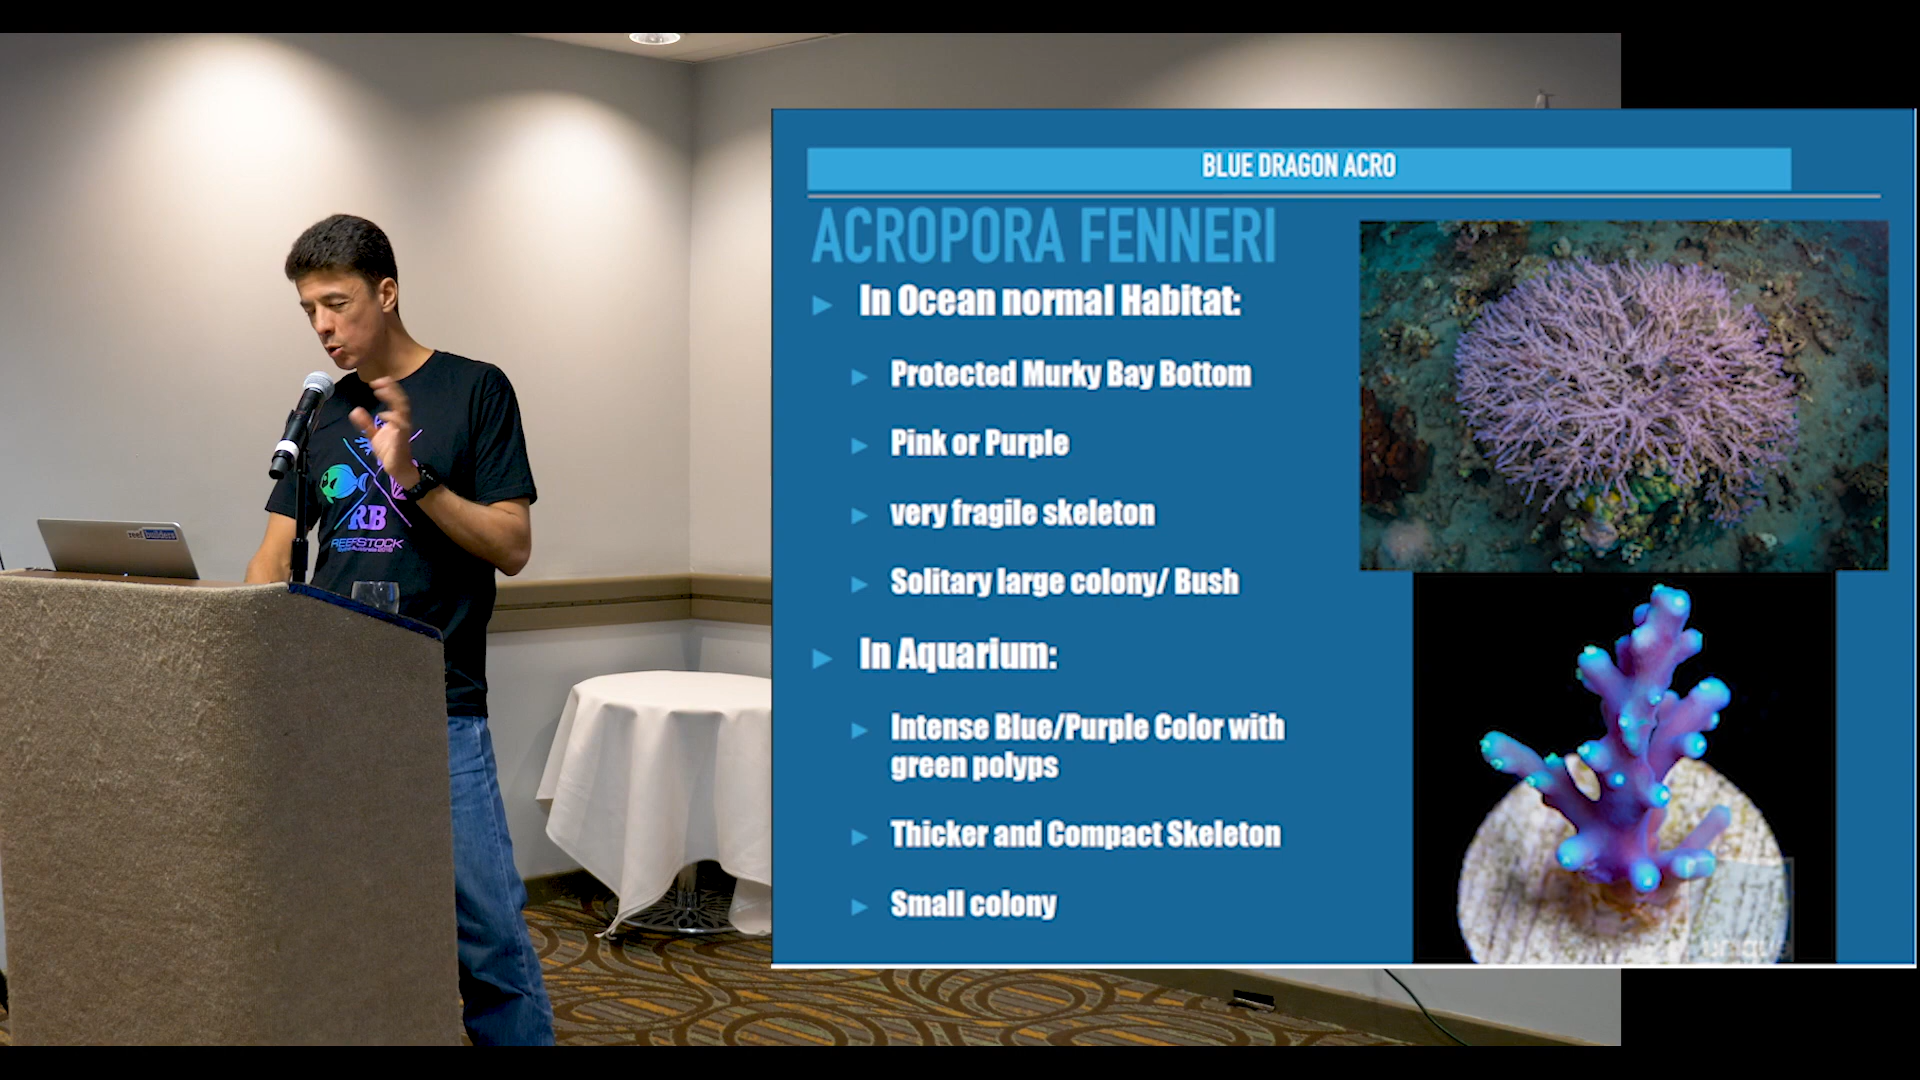 BLUE DRAGON ACRO
ACROPORA FENNERI
In Ocean normal Habitat:
Protected Murky Bay Bottom
Pink or Purple
very fragile skeleton
Solitary large colony/ Bush
In Aquarium:
Intense Blue/Purple Color with
green polyps
Thicker and Compact Skeleton
Small colony
RB
REEFSTOCK
reef